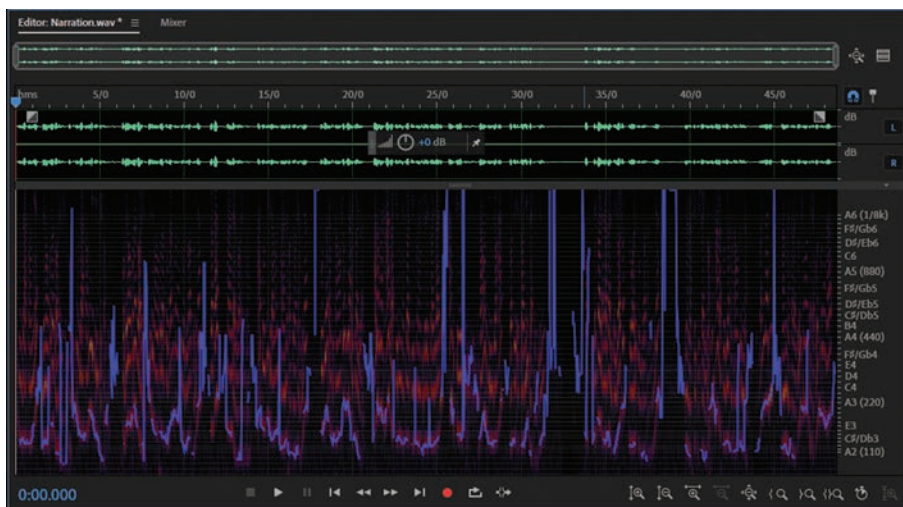 Editor: Narration.wav * Mixer
hms 5/0 10/0 15/0 20/0 25/0 30/0 35/0 40/0 45/0
dB
L
+0 dB
dB
R
A6 (1/8k)
F♯/Gb6
D♯/Eb6
C6
A5 (880)
F♯/Gb5
D♯/Eb5
C♯/Db5
B4
A4 (440)
F♯/Gb4
E4
D4
C4
A3 (220)
E3
C♯/Db3
A2 (110)
0:00.000